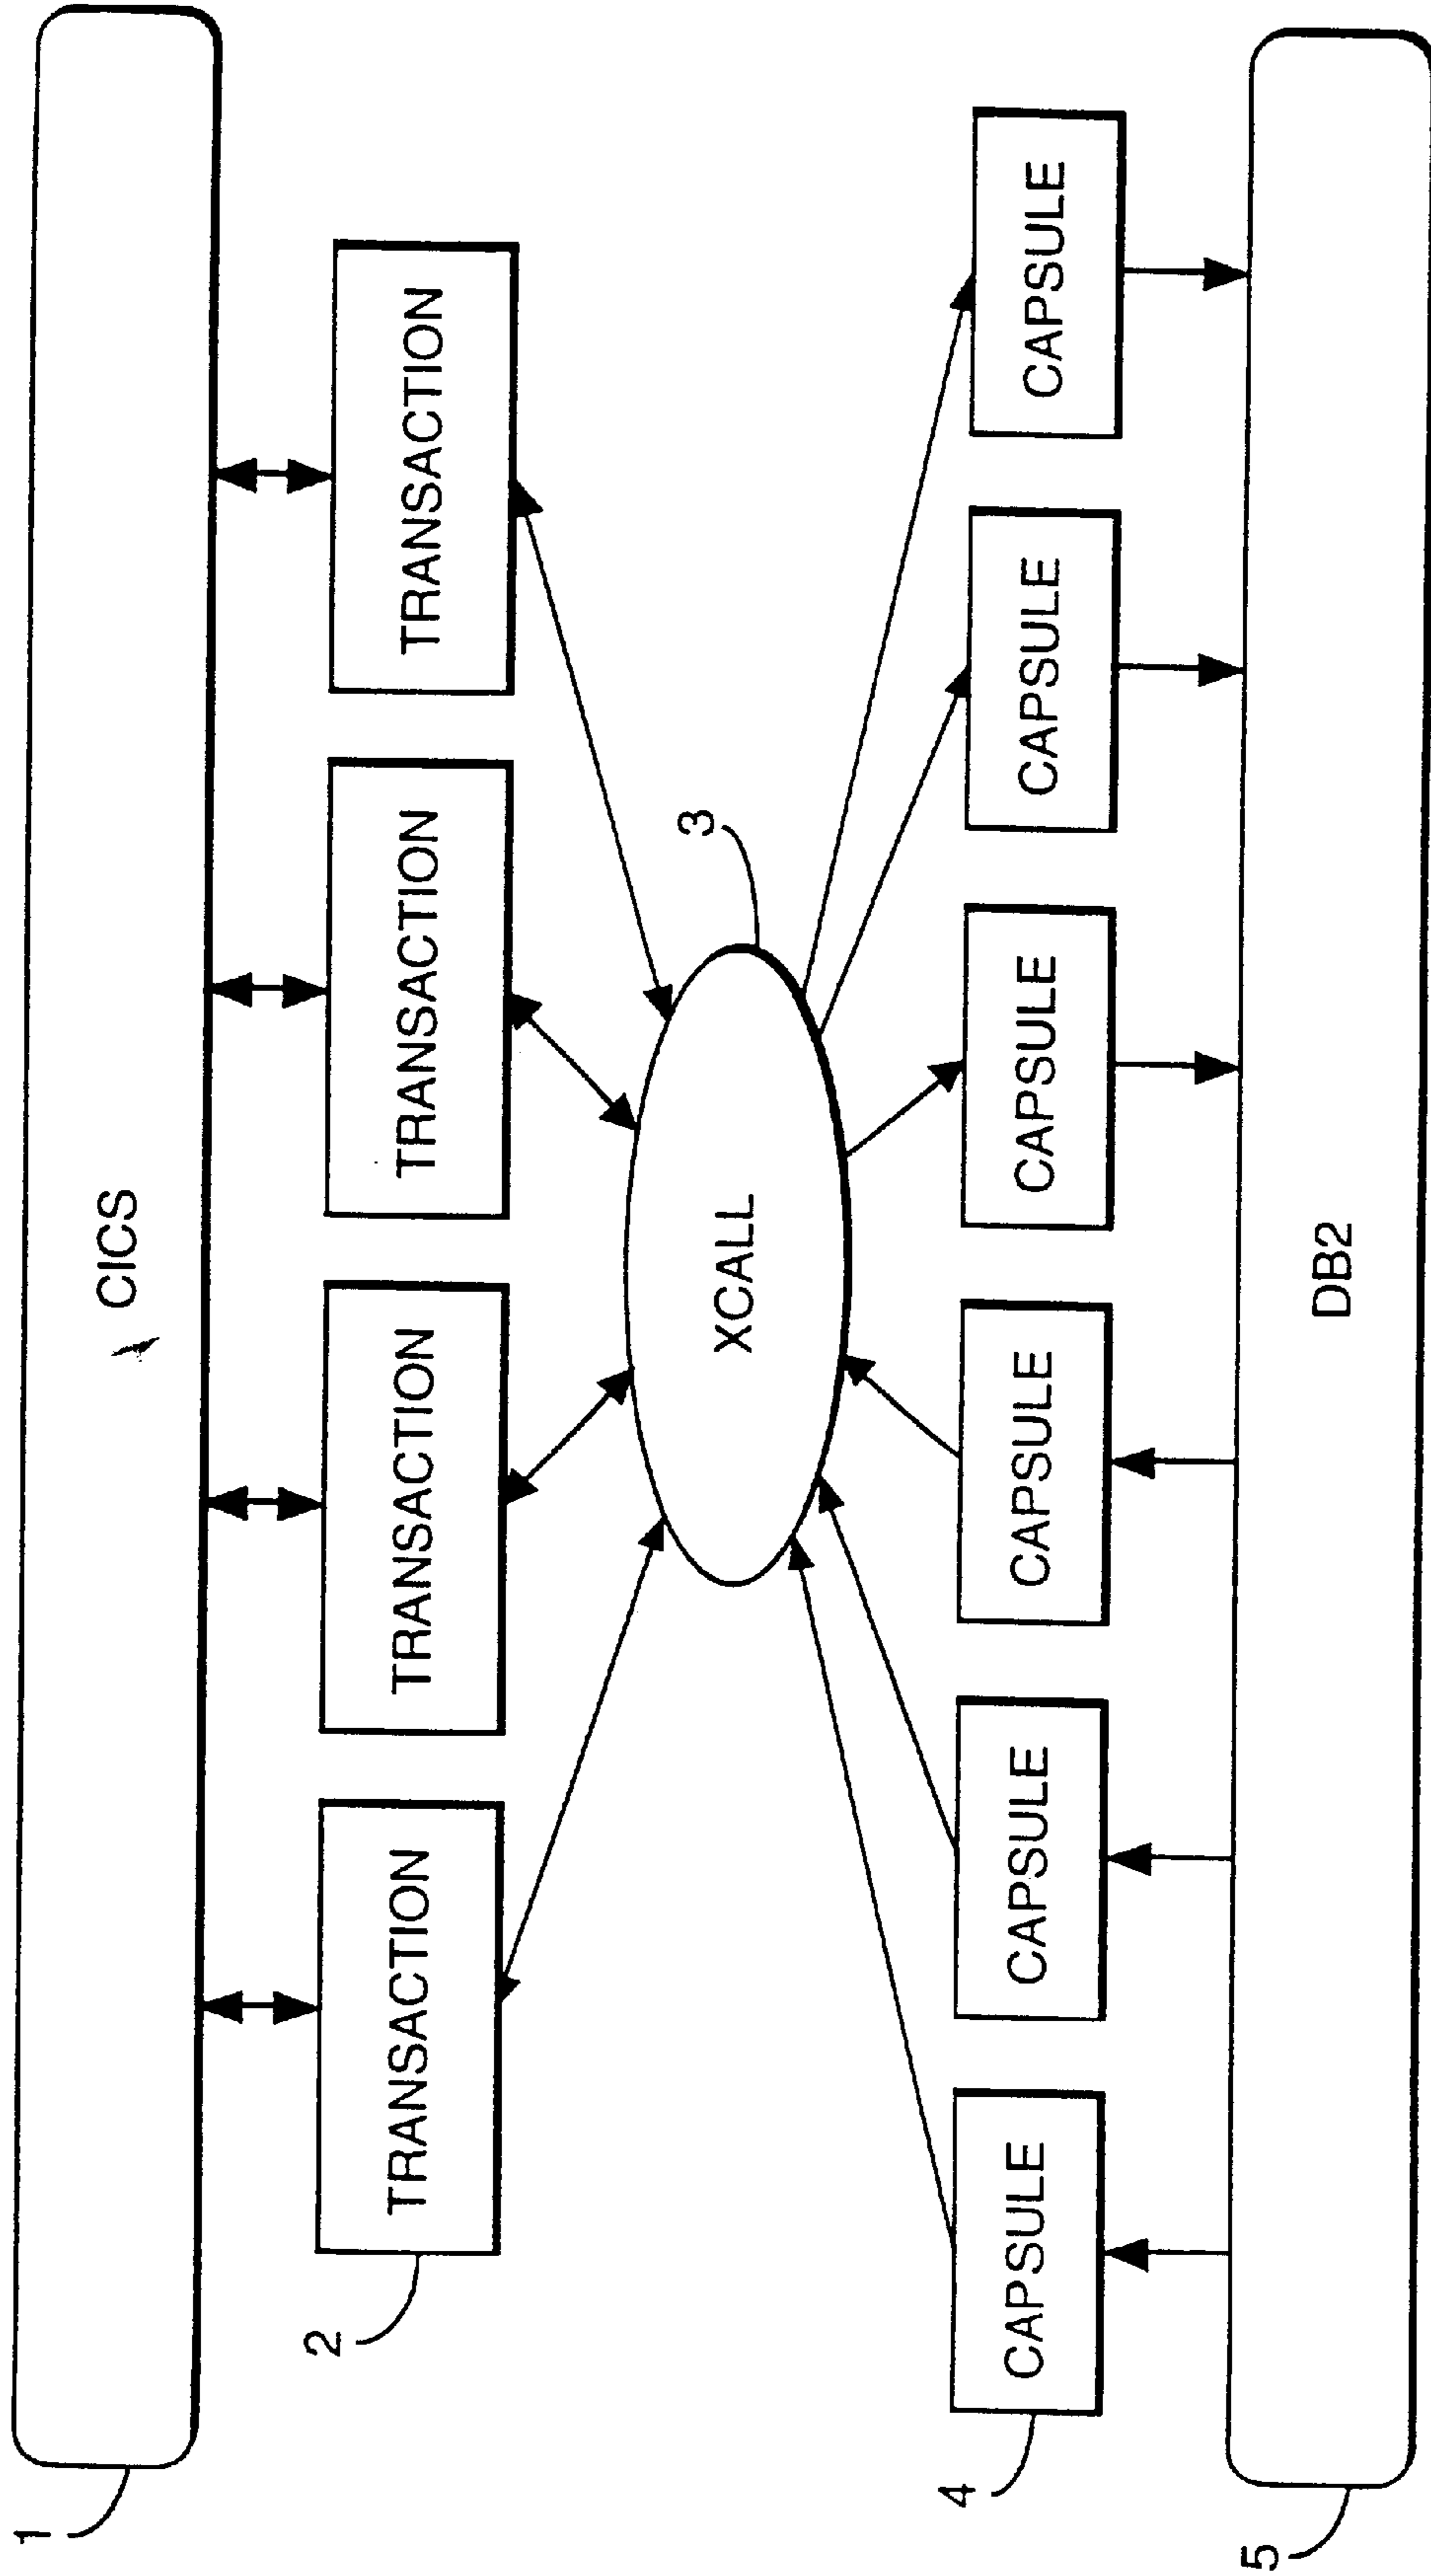 1
CICS
TRANSACTION
TRANSACTION
TRANSACTION
TRANSACTION
2
XCALL
3
CAPSULE
CAPSULE
CAPSULE
CAPSULE
CAPSULE
CAPSULE
4
DB2
5